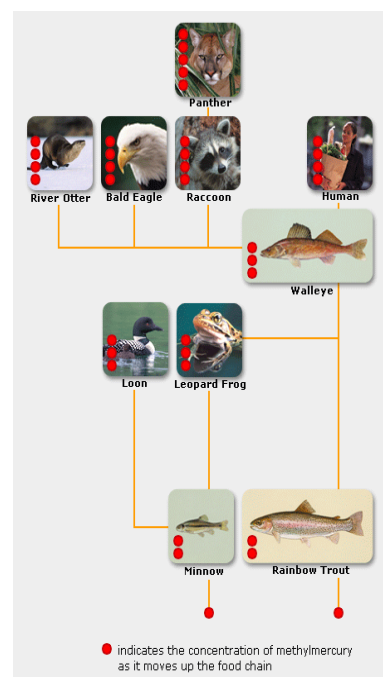 Panther
River Otter
Bald Eagle
Raccoon
Human
Walleye
Loon
Leopard Frog
Minnow
Rainbow Trout
indicates the concentration of methylmercury
as it moves up the food chain